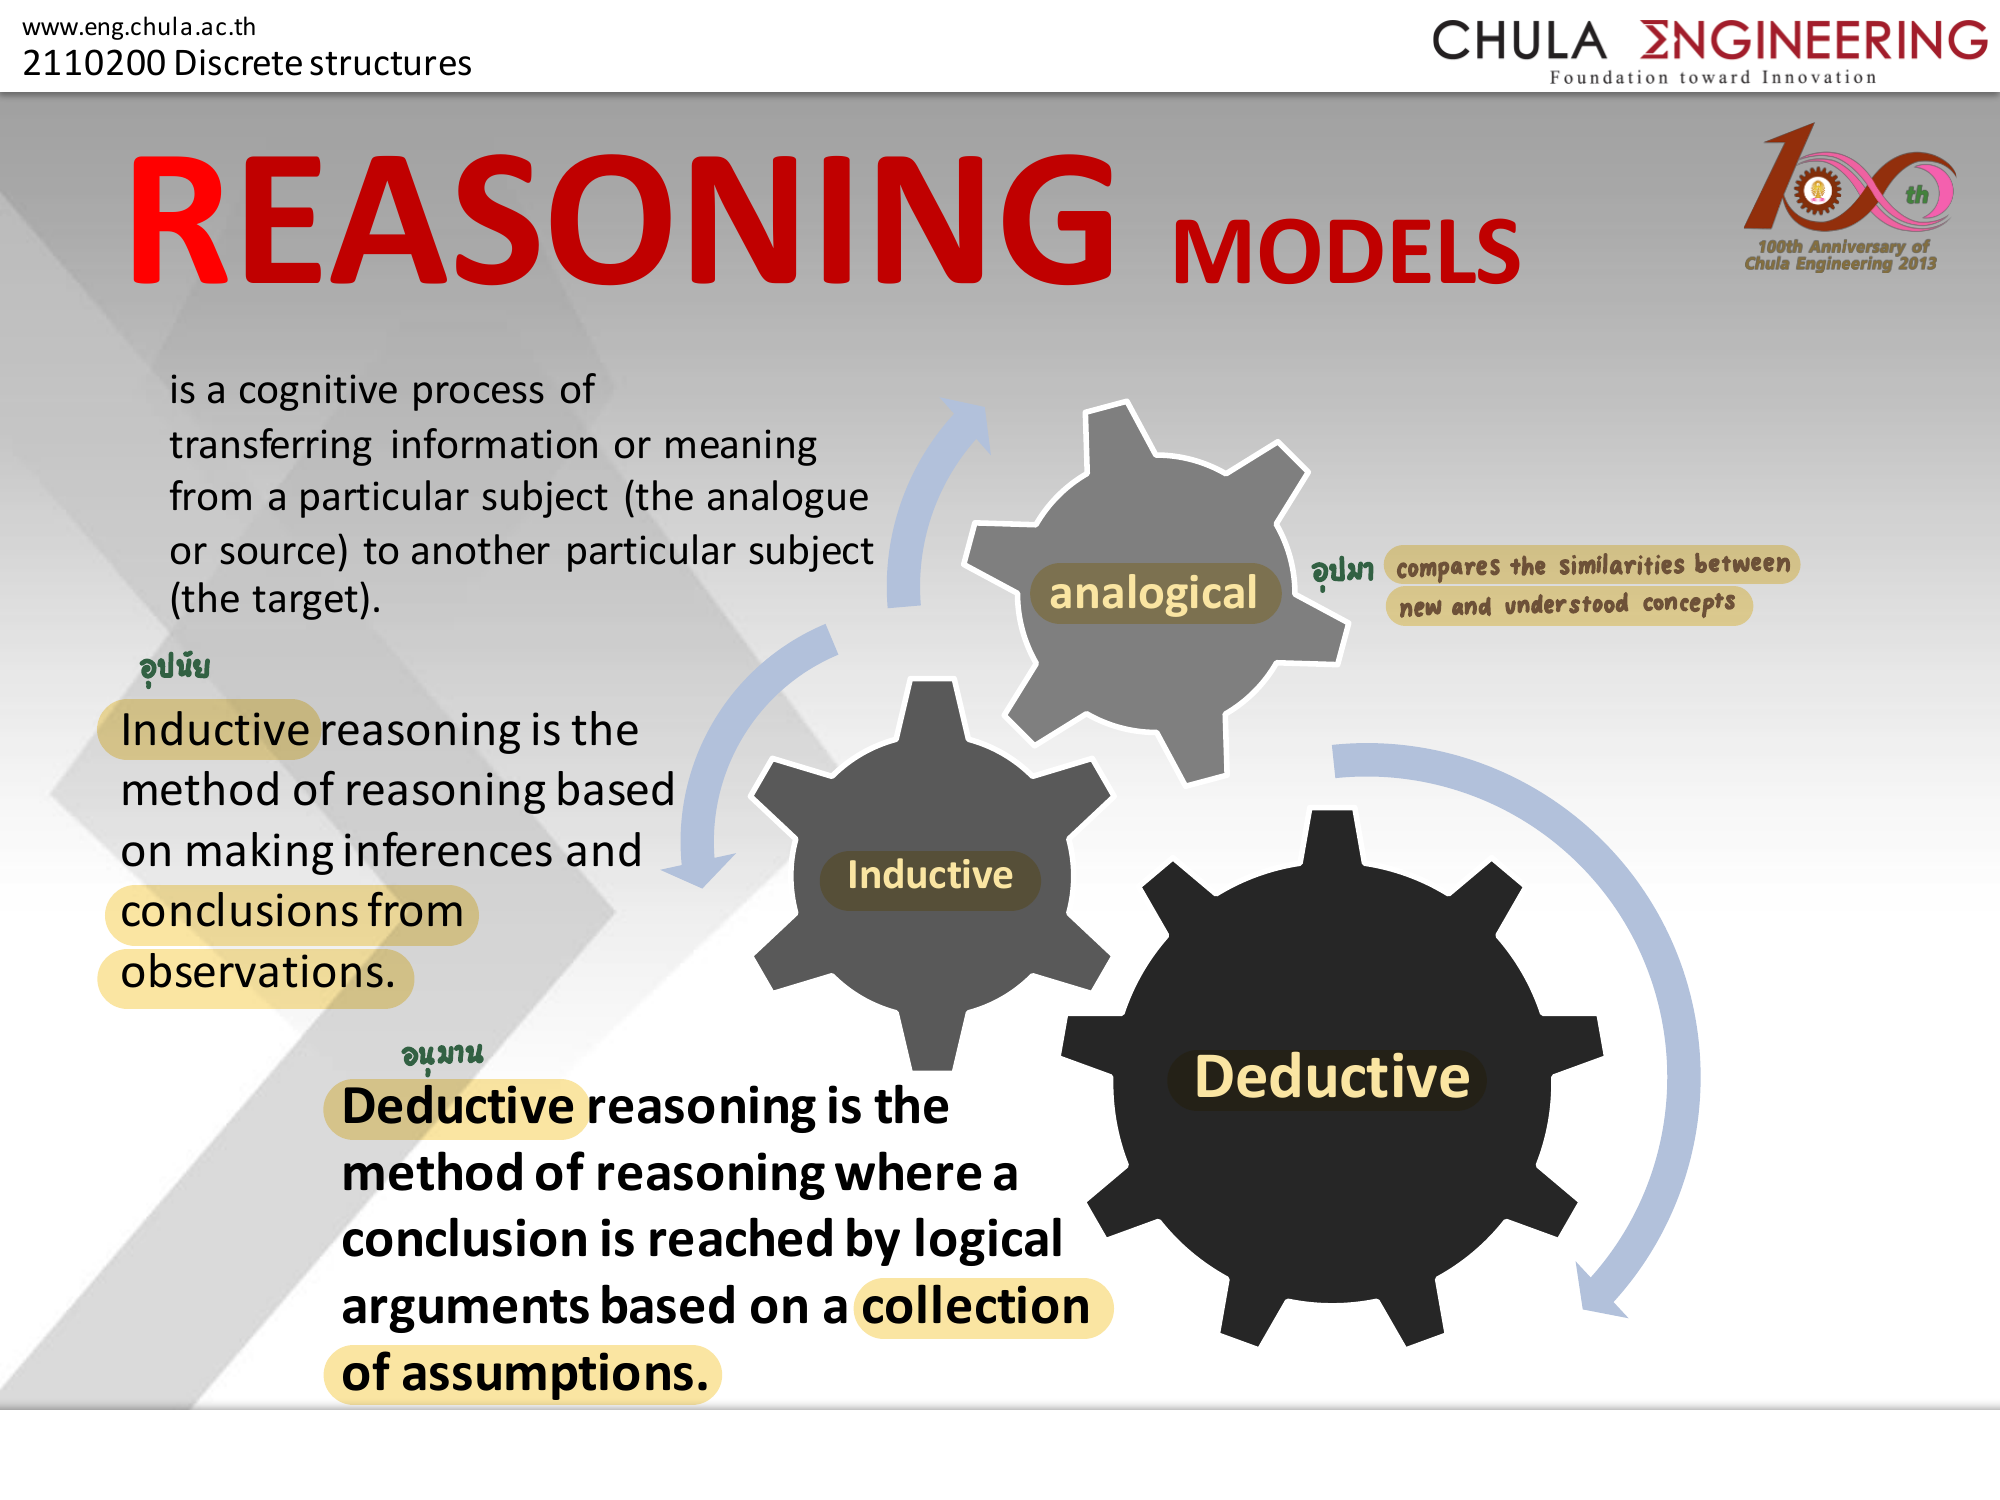 www.eng.chula.ac.th
2110200 Discrete structures
CHULA ΣNGINEERING
Foundation toward Innovation
REASONING MODELS
100th
100th Anniversary of
Chula Engineering 2013
is a cognitive process of
transferring information or meaning
from a particular subject (the analogue
or source) to another particular subject
(the target).
analogical
อุปมา compares the similarities between
new and understood concepts
อุปนัย
Inductive reasoning is the
method of reasoning based
on making inferences and
conclusions from
observations.
Inductive
อนุมาน
Deductive reasoning is the
method of reasoning where a
conclusion is reached by logical
arguments based on a collection
of assumptions.
Deductive